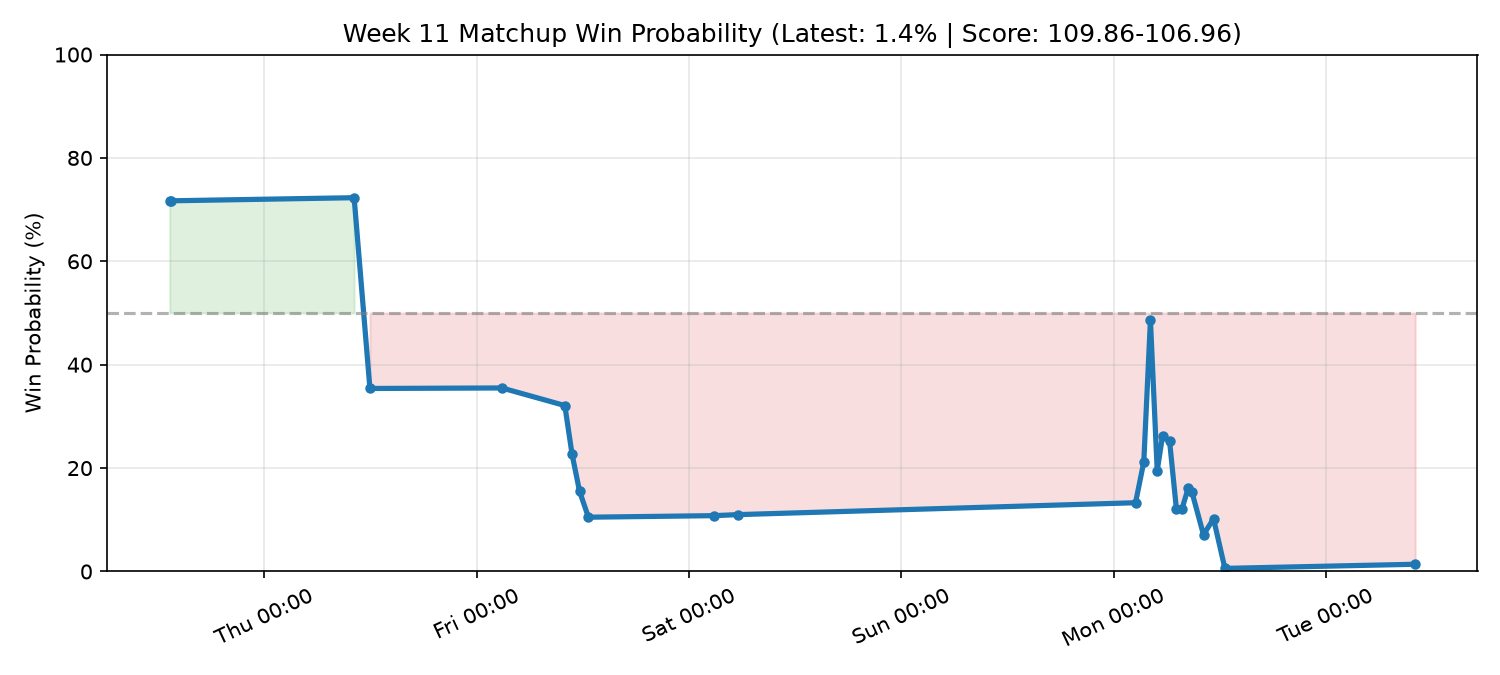 Week 11 Matchup Win Probability (Latest: 1.4% | Score: 109.86-106.96)
Win Probability (%)
100
80
60
40
20
0
Thu 00:00
Fri 00:00
Sat 00:00
Sun 00:00
Mon 00:00
Tue 00:00